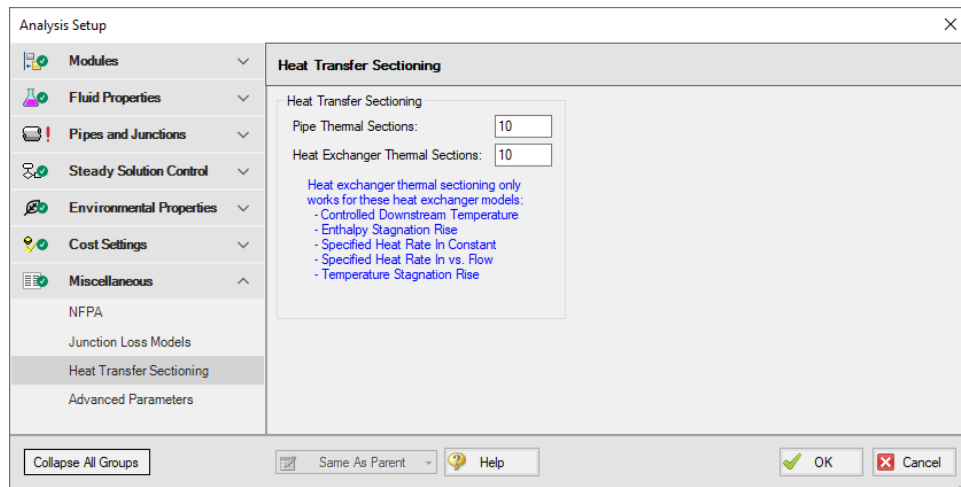 Analysis Setup
Modules
Fluid Properties
Pipes and Junctions
Steady Solution Control
Environmental Properties
Cost Settings
Miscellaneous
NFPA
Junction Loss Models
Heat Transfer Sectioning
Advanced Parameters
Collapse All Groups
Heat Transfer Sectioning
Heat Transfer Sectioning
Pipe Thermal Sections: 10
Heat Exchanger Thermal Sections: 10
Heat exchanger thermal sectioning only
works for these heat exchanger models:
- Controlled Downstream Temperature
- Enthalpy Stagnation Rise
- Specified Heat Rate In Constant
- Specified Heat Rate In vs. Flow
- Temperature Stagnation Rise
Same As Parent
Help
OK
Cancel